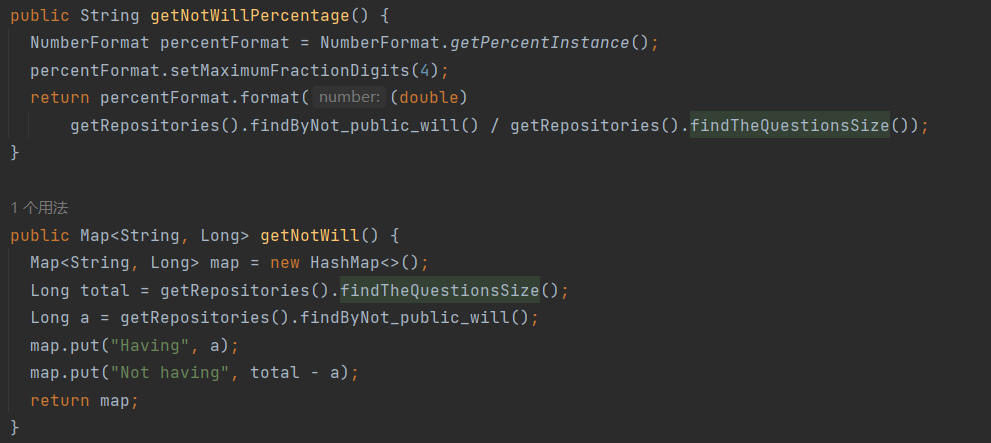 public String getNotWillPercentage() {
NumberFormat percentFormat = NumberFormat.getPercentInstance();
percentFormat.setMaximumFractionDigits(4);
return percentFormat.format( number: (double)
getRepositories().findByNot_public_will() / getRepositories().findTheQuestionsSize());
}
1 个用法
public Map<String, Long> getNotWill() {
Map<String, Long> map = new HashMap<>();
Long total = getRepositories().findTheQuestionsSize();
Long a = getRepositories().findByNot_public_will();
map.put("Having", a);
map.put("Not having", total - a);
return map;
}